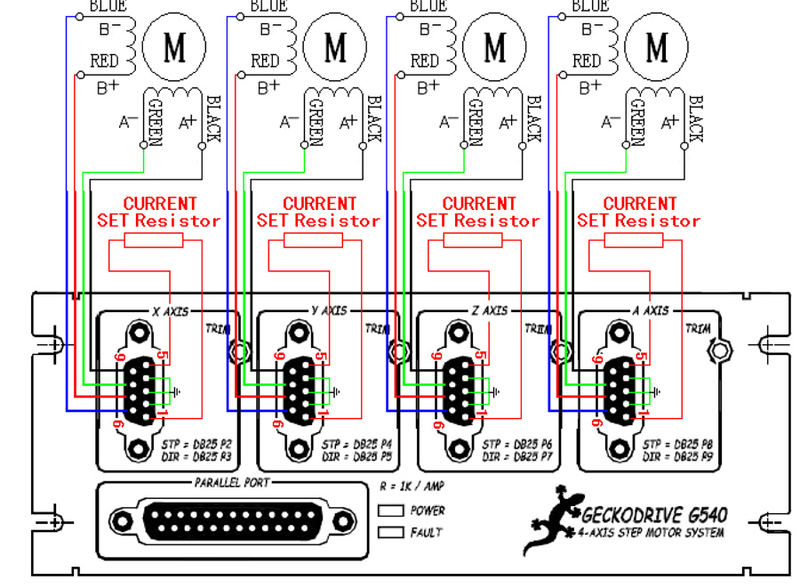 BLUE BLUE BLUE BLUE
B- M B- M B- M B- M
RED RED RED RED
B+ B+ B+ B+
A- GREEN A+ BLACK A- GREEN A+ BLACK A- GREEN A+ BLACK A- GREEN A+ BLACK
CURRENT CURRENT CURRENT CURRENT
SET Resistor SET Resistor SET Resistor SET Resistor
X AXIS Y AXIS Z AXIS A AXIS
TRIM TRIM TRIM TRIM
9 5 9 5 9 5 9 5
6 1 6 1 6 1 6 1
STP = DB25 P2 STP = DB25 P4 STP = DB25 P6 STP = DB25 P8
DIR = DB25 P3 DIR = DB25 P5 DIR = DB25 P7 DIR = DB25 P9
PARALLEL PORT
R = 1K / AMP
POWER
FAULT
GECKODRIVE G540
4-AXIS STEP MOTOR SYSTEM